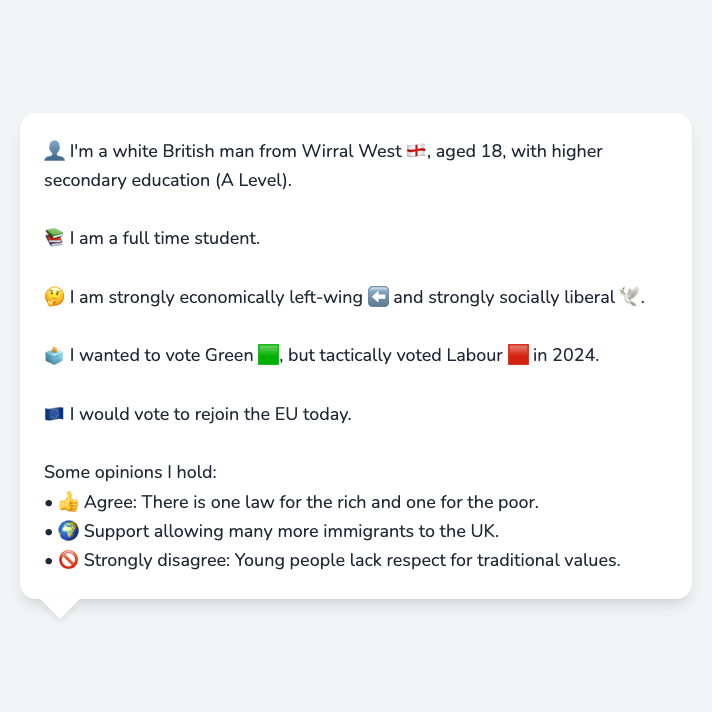 👤 I'm a white British man from Wirral West 🏴󠁧󠁢󠁥󠁮󠁧󠁿, aged 18, with higher
secondary education (A Level).
📚 I am a full time student.
🤔 I am strongly economically left-wing ⬅️ and strongly socially liberal 🕊️.
🗳️ I wanted to vote Green 🟩, but tactically voted Labour 🟥 in 2024.
🇪🇺 I would vote to rejoin the EU today.
Some opinions I hold:
• 👍 Agree: There is one law for the rich and one for the poor.
• 🌍 Support allowing many more immigrants to the UK.
• 🚫 Strongly disagree: Young people lack respect for traditional values.